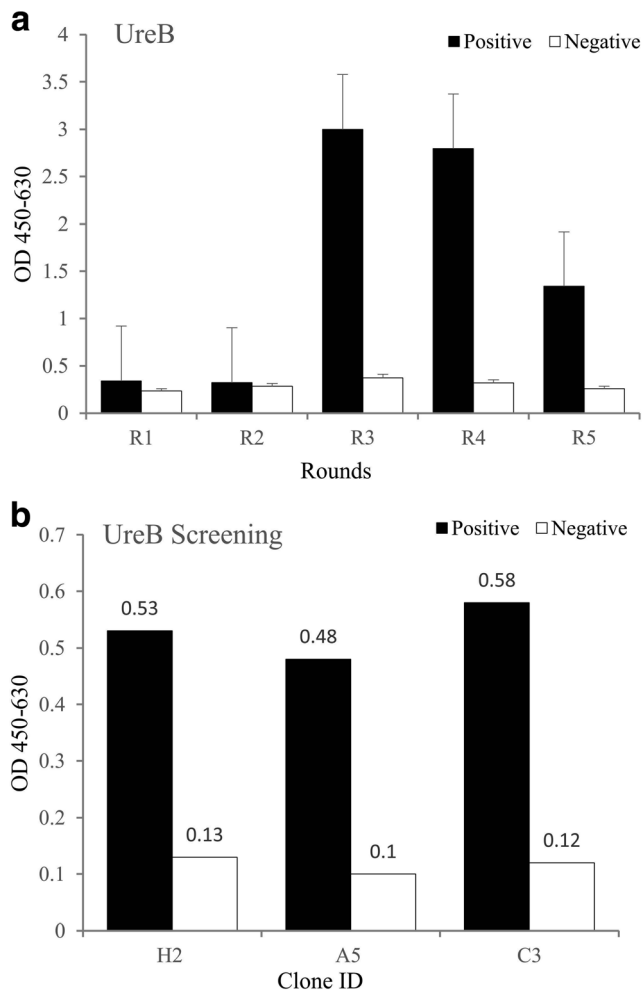 a
UreB
Positive Negative
OD 450-630
4
3.5
3
2.5
2
1.5
1
0.5
0
R1 R2 R3 R4 R5
Rounds
b
UreB Screening
Positive Negative
OD 450-630
0.7
0.6
0.5
0.4
0.3
0.2
0.1
0
0.53
0.13
0.48
0.1
0.58
0.12
H2 A5 C3
Clone ID